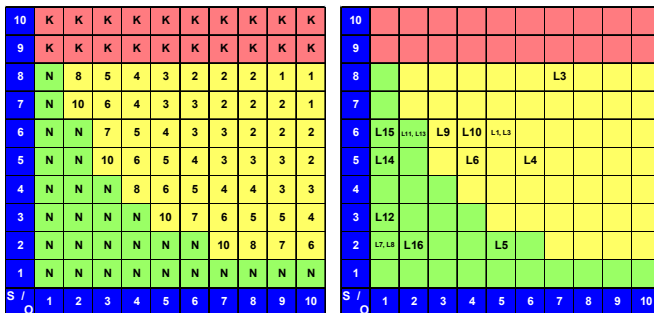 10 K K K K K K K K K K
9 K K K K K K K K K K
8 N 8 5 4 3 2 2 2 1 1
7 N 10 6 4 3 3 2 2 2 1
6 N N 7 5 4 3 3 2 2 2
5 N N 10 6 5 4 3 3 3 2
4 N N N 8 6 5 4 4 3 3
3 N N N N 10 7 6 5 5 4
2 N N N N N N 10 8 7 6
1 N N N N N N N N N N
S / O 1 2 3 4 5 6 7 8 9 10
10
9
8 L3
7
6 L15 L11, L13 L9 L10 L1, L3
5 L14 L6 L4
4
3 L12
2 L7, L8 L16 L5
1
S / O 1 2 3 4 5 6 7 8 9 10